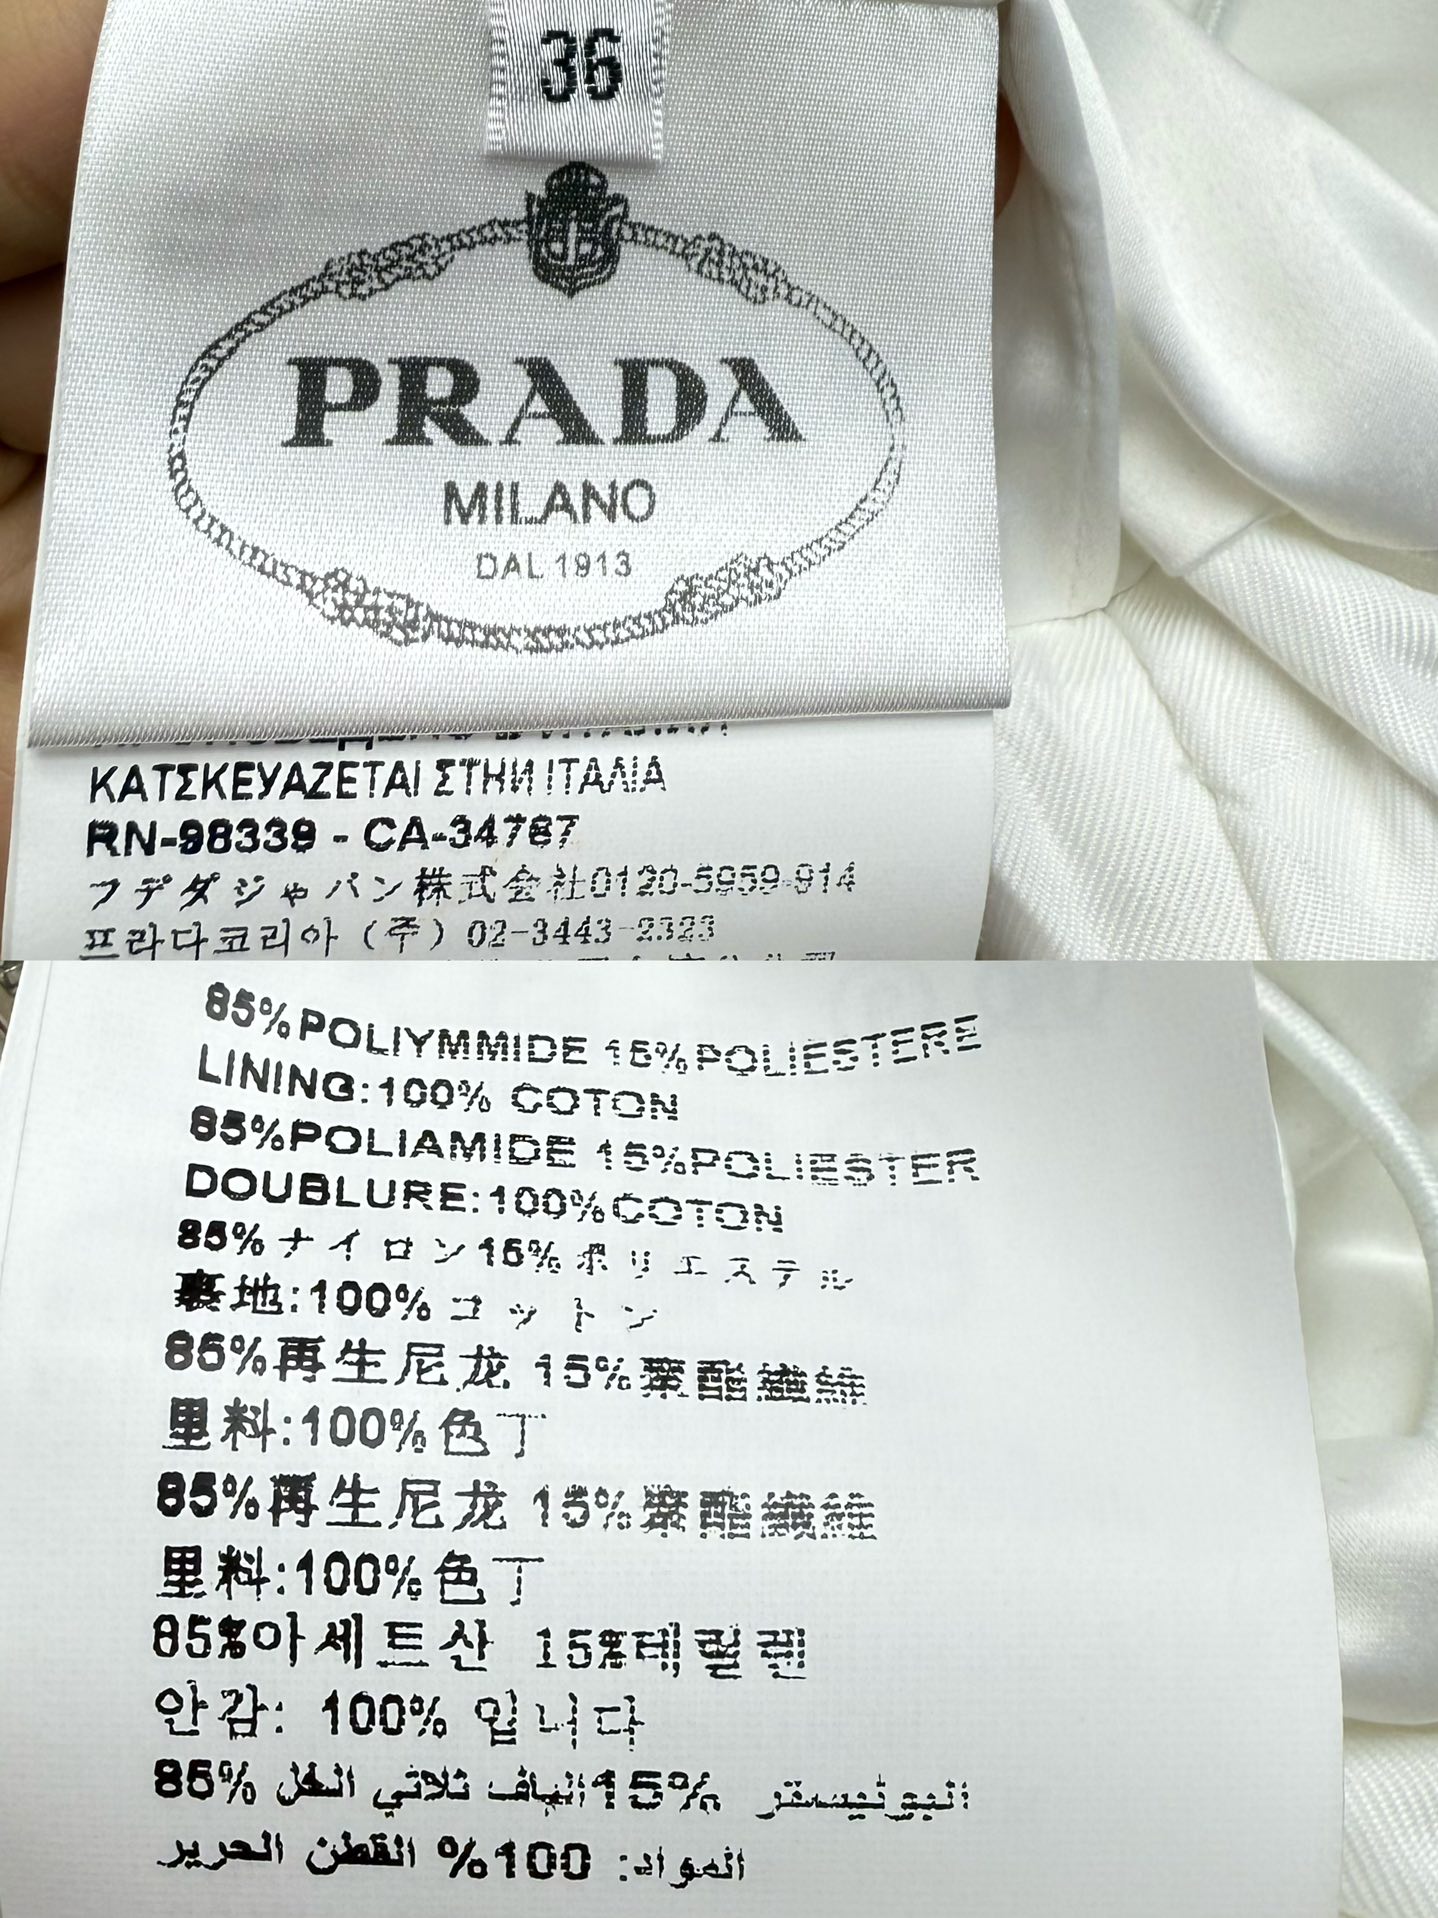 36
PRADA
MILANO
DAL 1913
ΚΑΤΣΚΕΥΑΖΕΤΑΙ ΣΤΗИ ΙΤΑΛΙΑ
RN-98339 - CA-34787
フデダジャパン株式会社0120-5959-914
프라다코리아 (주) 02-3443-2323
85%POLIYMMIDE 15%POLIESTERE
LINING:100% COTON
85%POLIAMIDE 15%POLIESTER
DOUBLURE:100%COTON
85%ナイロン15%ポリエステル
裏地:100%コットン
85%再生尼龙 15%聚酯纖維
里料:100%色丁
85%再生尼龙 15%聚酯纖維
里料:100%色丁
85%아세트산 15%테릴렌
안감: 100% 입니다
85% الياف ثلاثي الخل 15% البوليستر
المواد: 100% القطن الحرير